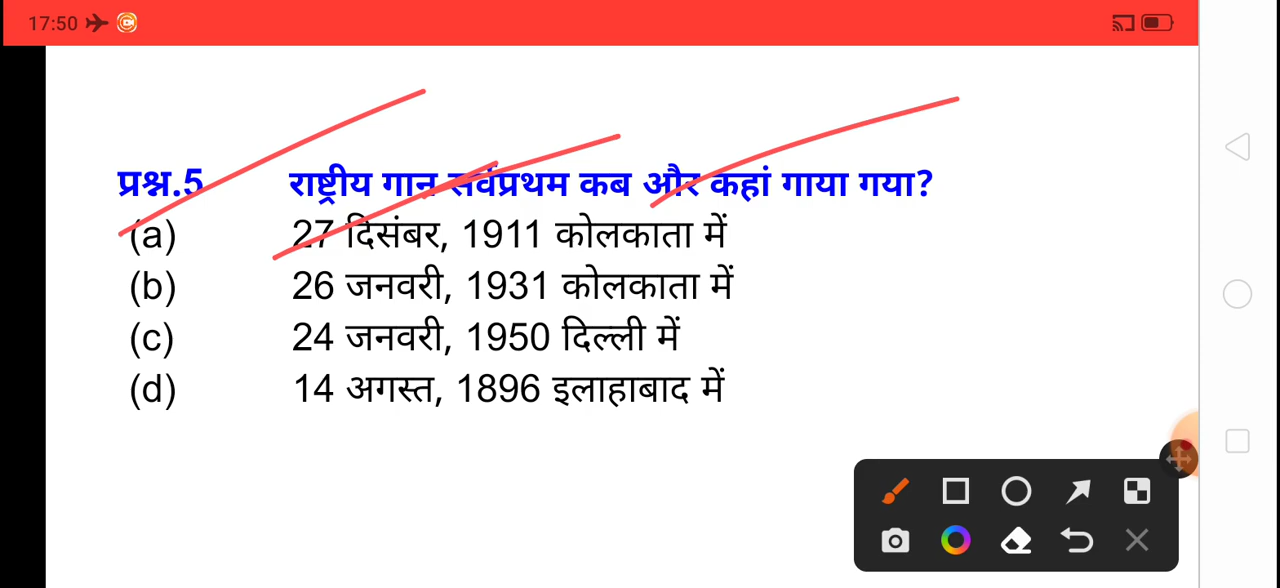 17:50
प्रश्न.5 राष्ट्रीय गान सर्वप्रथम कब और कहां गाया गया?
(a) 27 दिसंबर, 1911 कोलकाता में
(b) 26 जनवरी, 1931 कोलकाता में
(c) 24 जनवरी, 1950 दिल्ली में
(d) 14 अगस्त, 1896 इलाहाबाद में